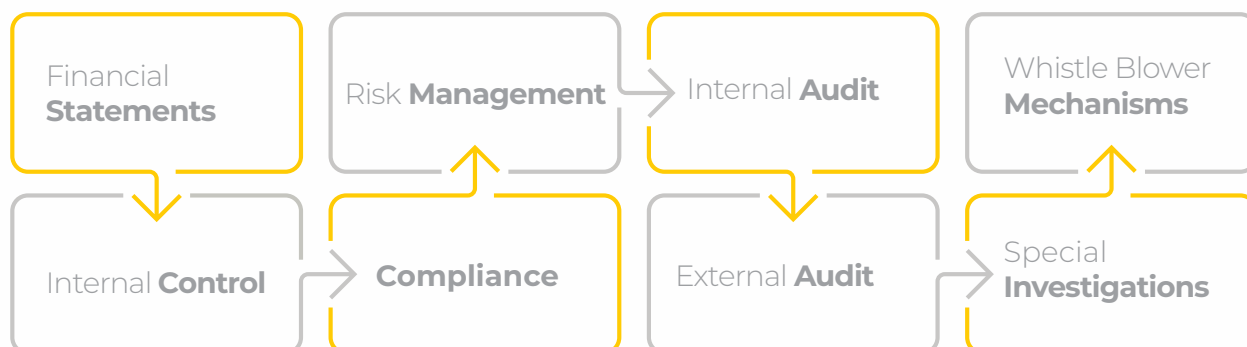 Financial
Statements
Internal Control
Compliance
Risk Management
Internal Audit
External Audit
Special
Investigations
Whistle Blower
Mechanisms